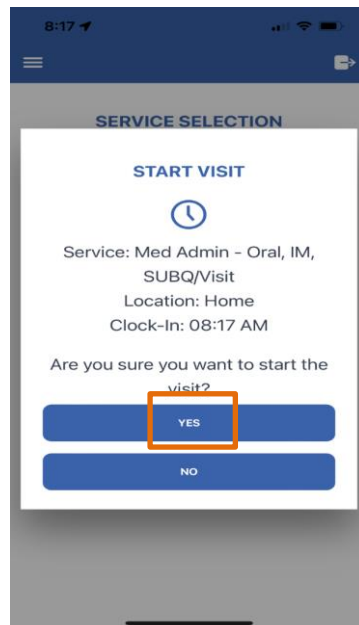 8:17
SERVICE SELECTION
START VISIT
Service: Med Admin - Oral, IM,
SUBQ/Visit
Location: Home
Clock-In: 08:17 AM
Are you sure you want to start the
visit?
YES
NO